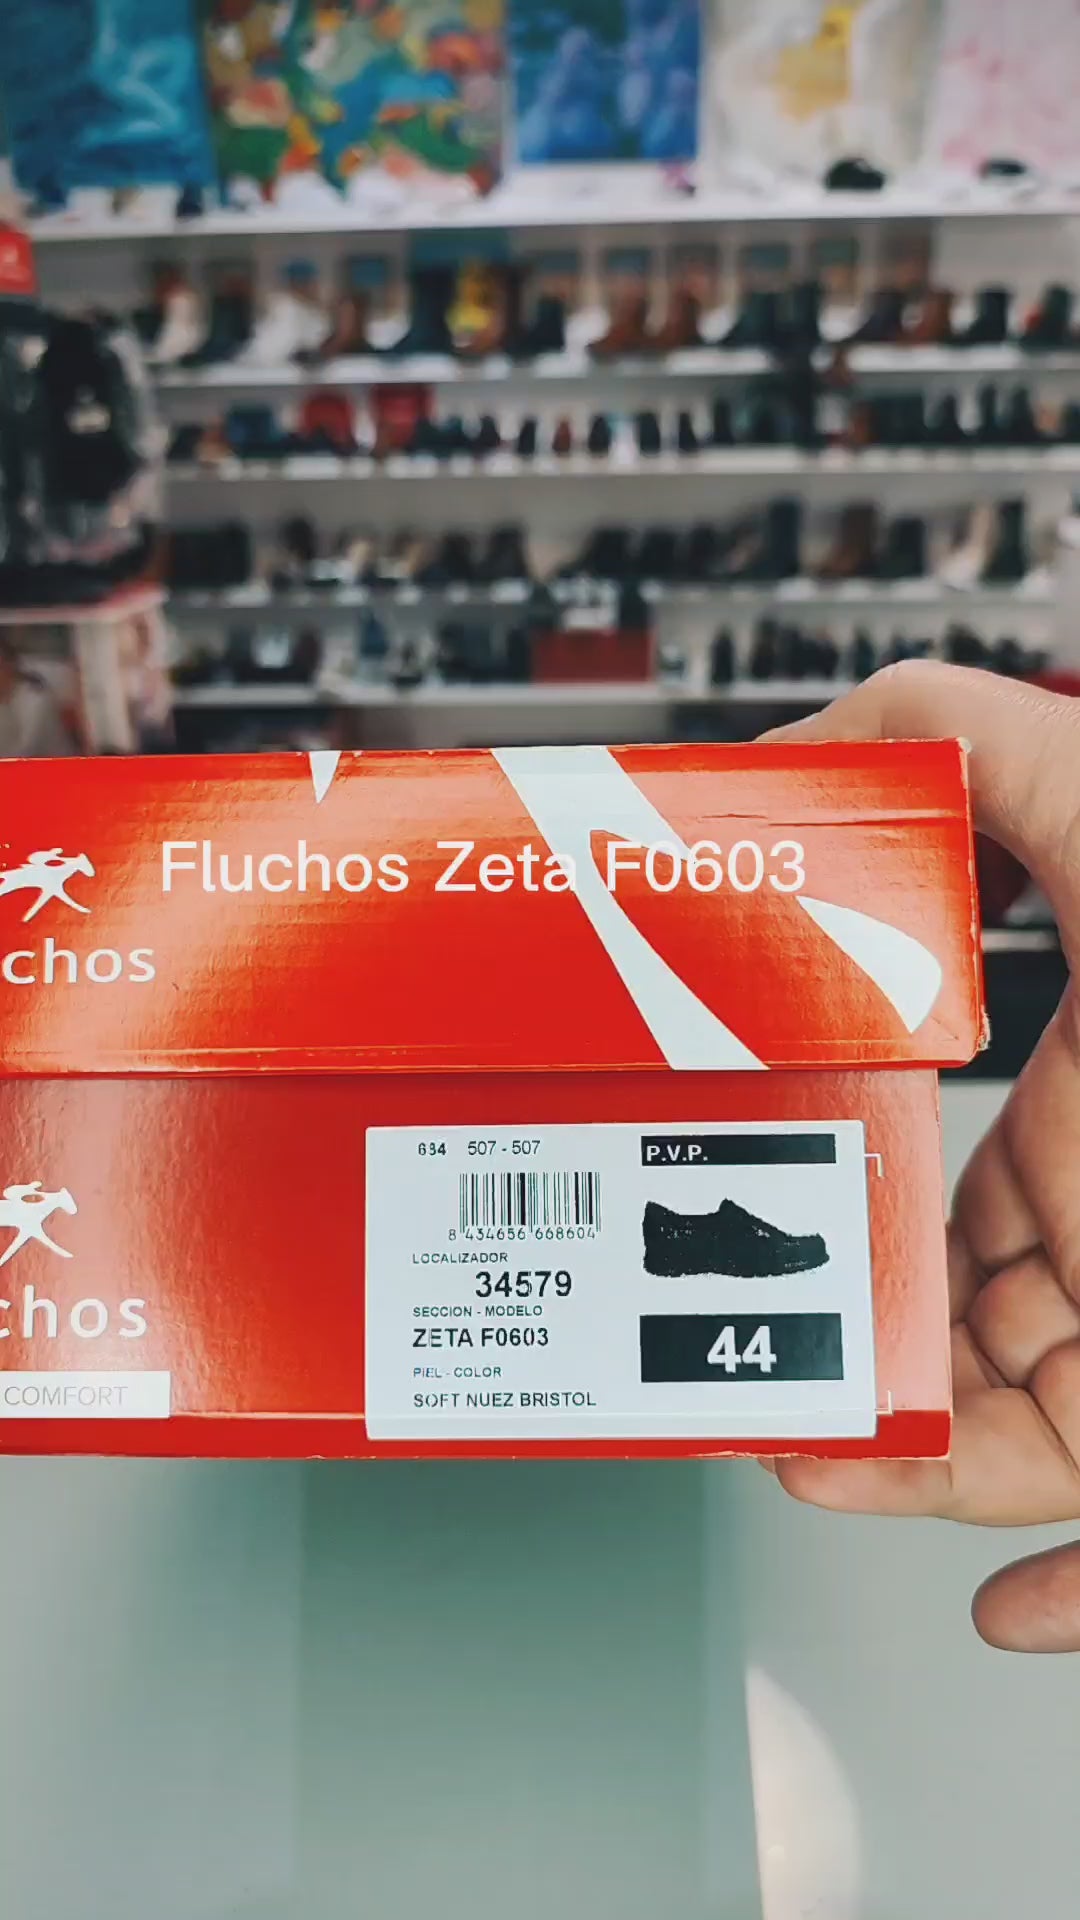 Fluchos Zeta F0603
chos
684 507 - 507
P.V.P.
8 434656 668604
LOCALIZADOR
34579
SECCION - MODELO
ZETA F0603
44
PIEL - COLOR
SOFT NUEZ BRISTOL
chos
COMFORT